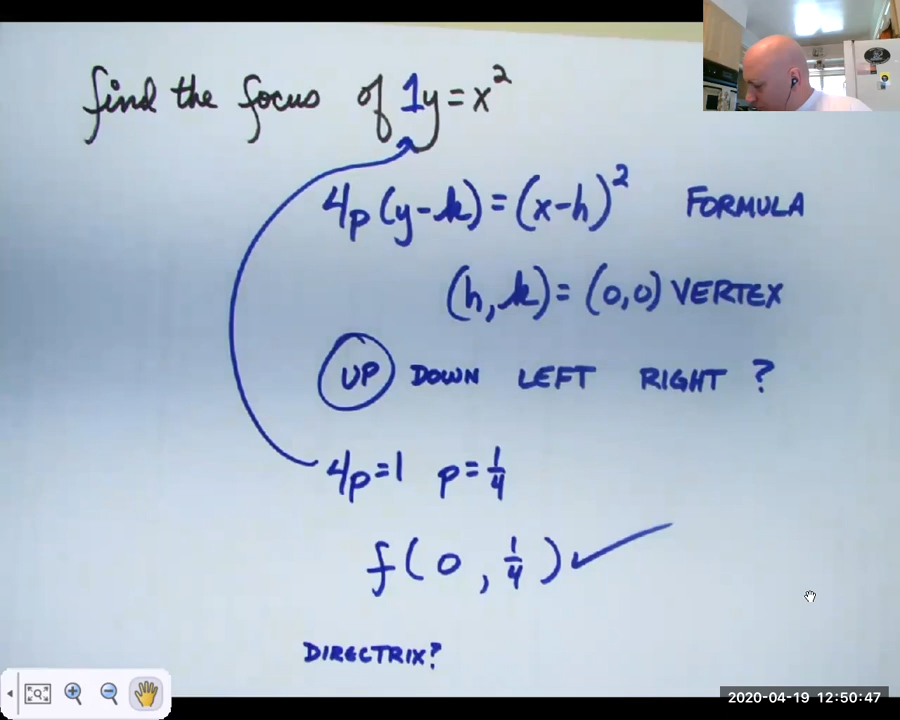 find the focus of 1y=x²
4p(y-k)=(x-h)² FORMULA
(h,k)=(0,0) VERTEX
UP DOWN LEFT RIGHT ?
4p=1 p=1/4
f(0,1/4)✓
DIRECTRIX?
2020-04-19 12:50:47